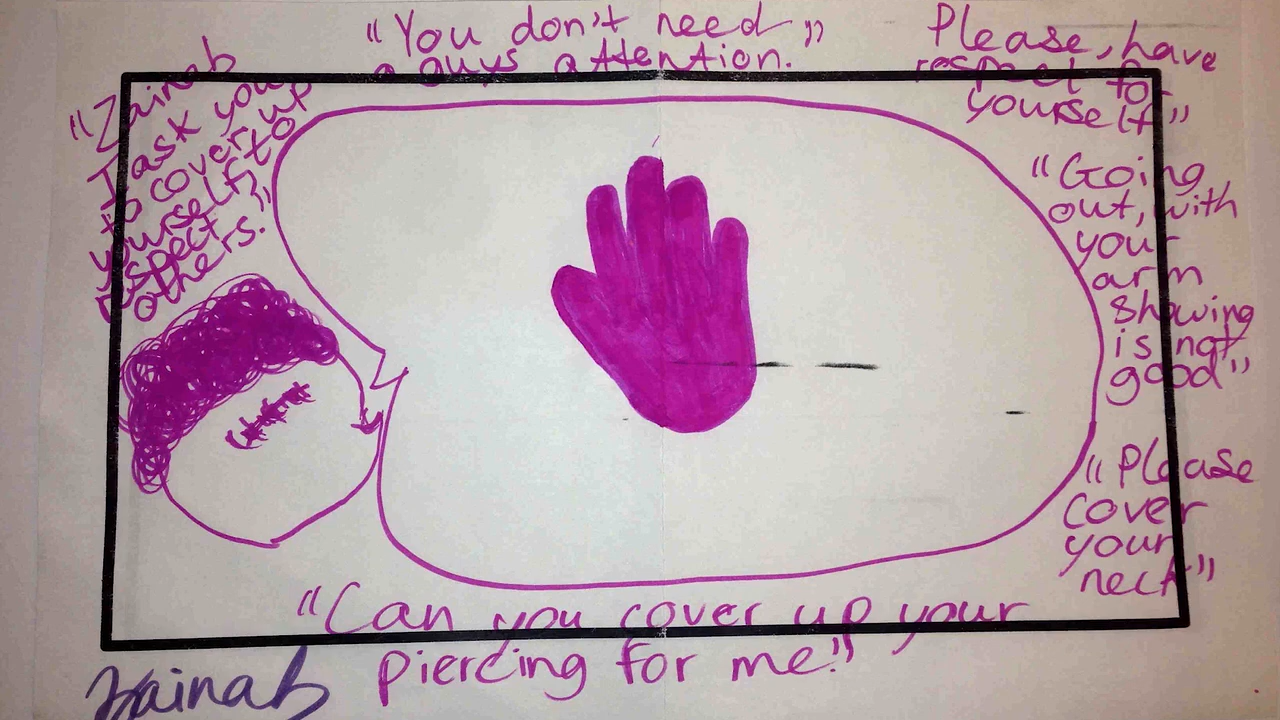 "You don't need
a guys attention."
Please, have
respect for
yourself"
"Zainab
I ask you
to cover up
yourself to
respect
others."
"Going
out, with
your
arm
showing
is not
good"
"Please
cover
your
neck"
"Can you cover up your
piercing for me!"
Zainab